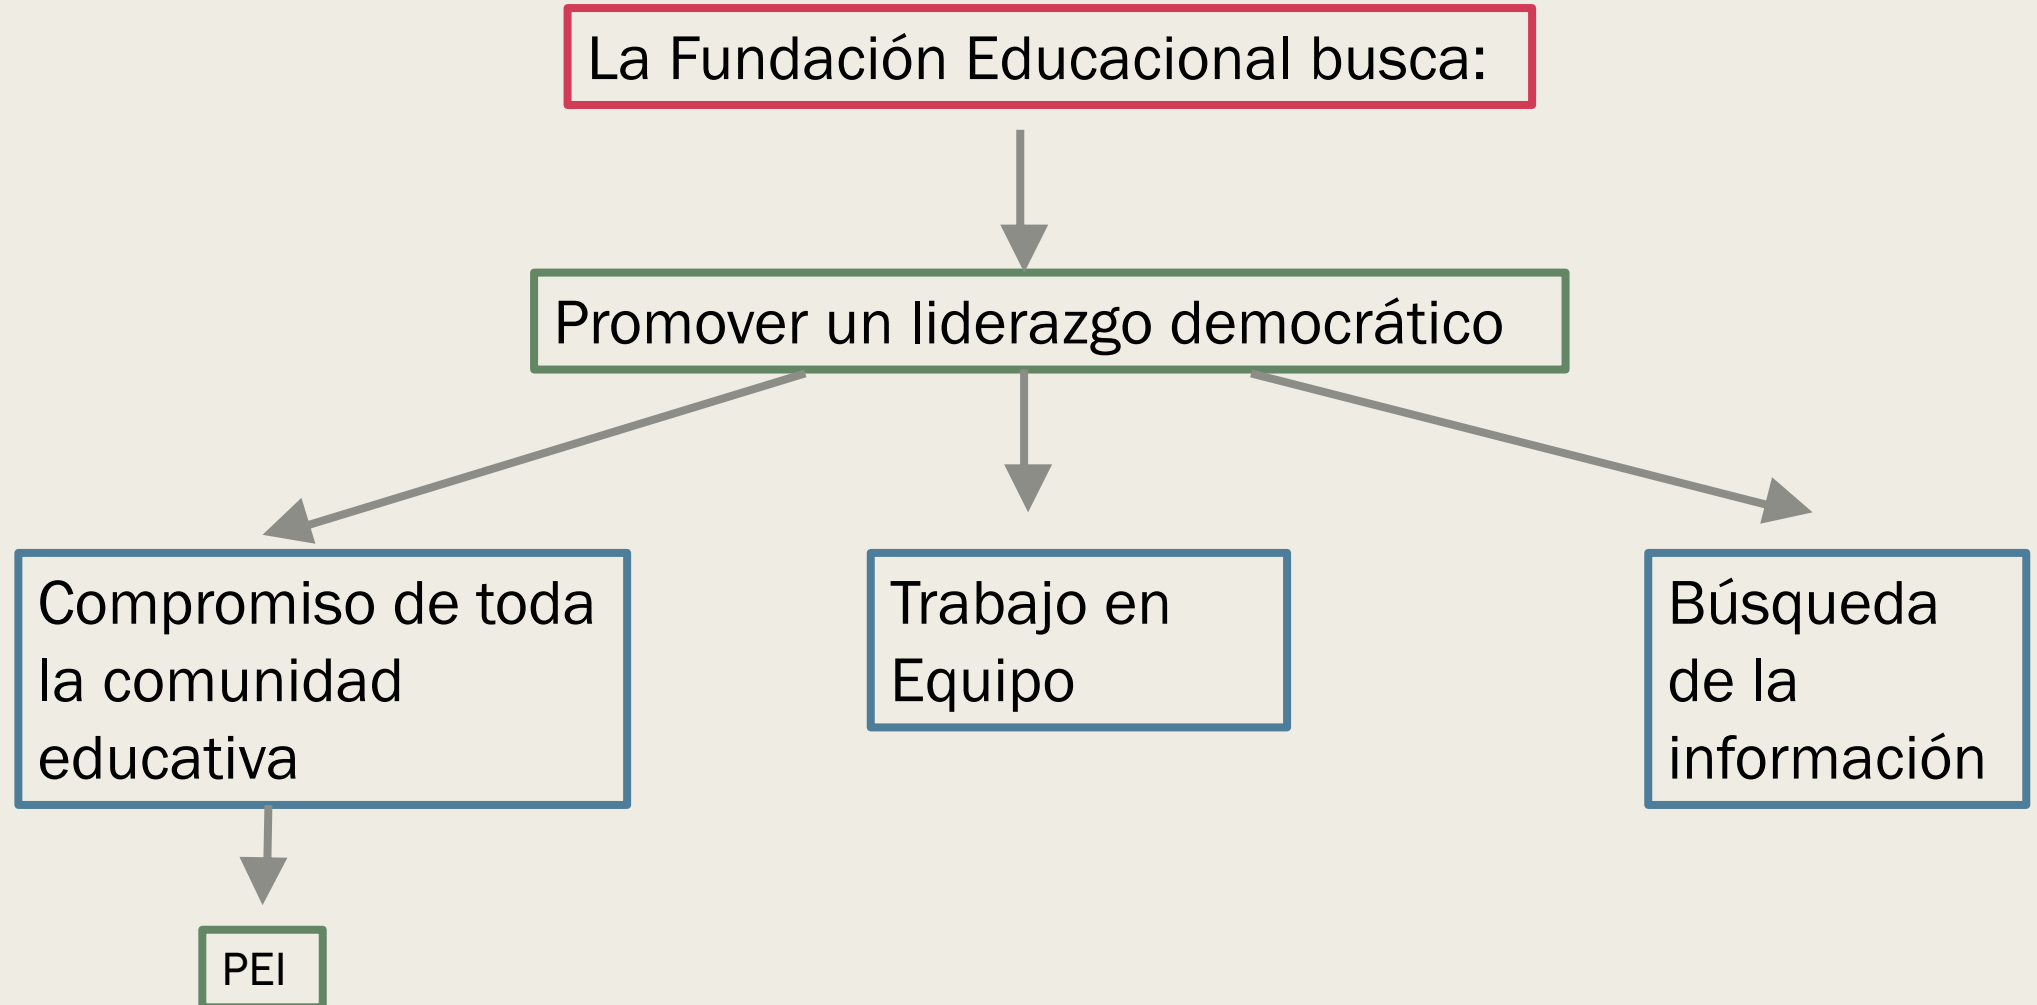 La Fundación Educacional busca:
Promover un liderazgo democrático
Compromiso de toda
la comunidad
educativa
Trabajo en
Equipo
Búsqueda
de la
información
PEI